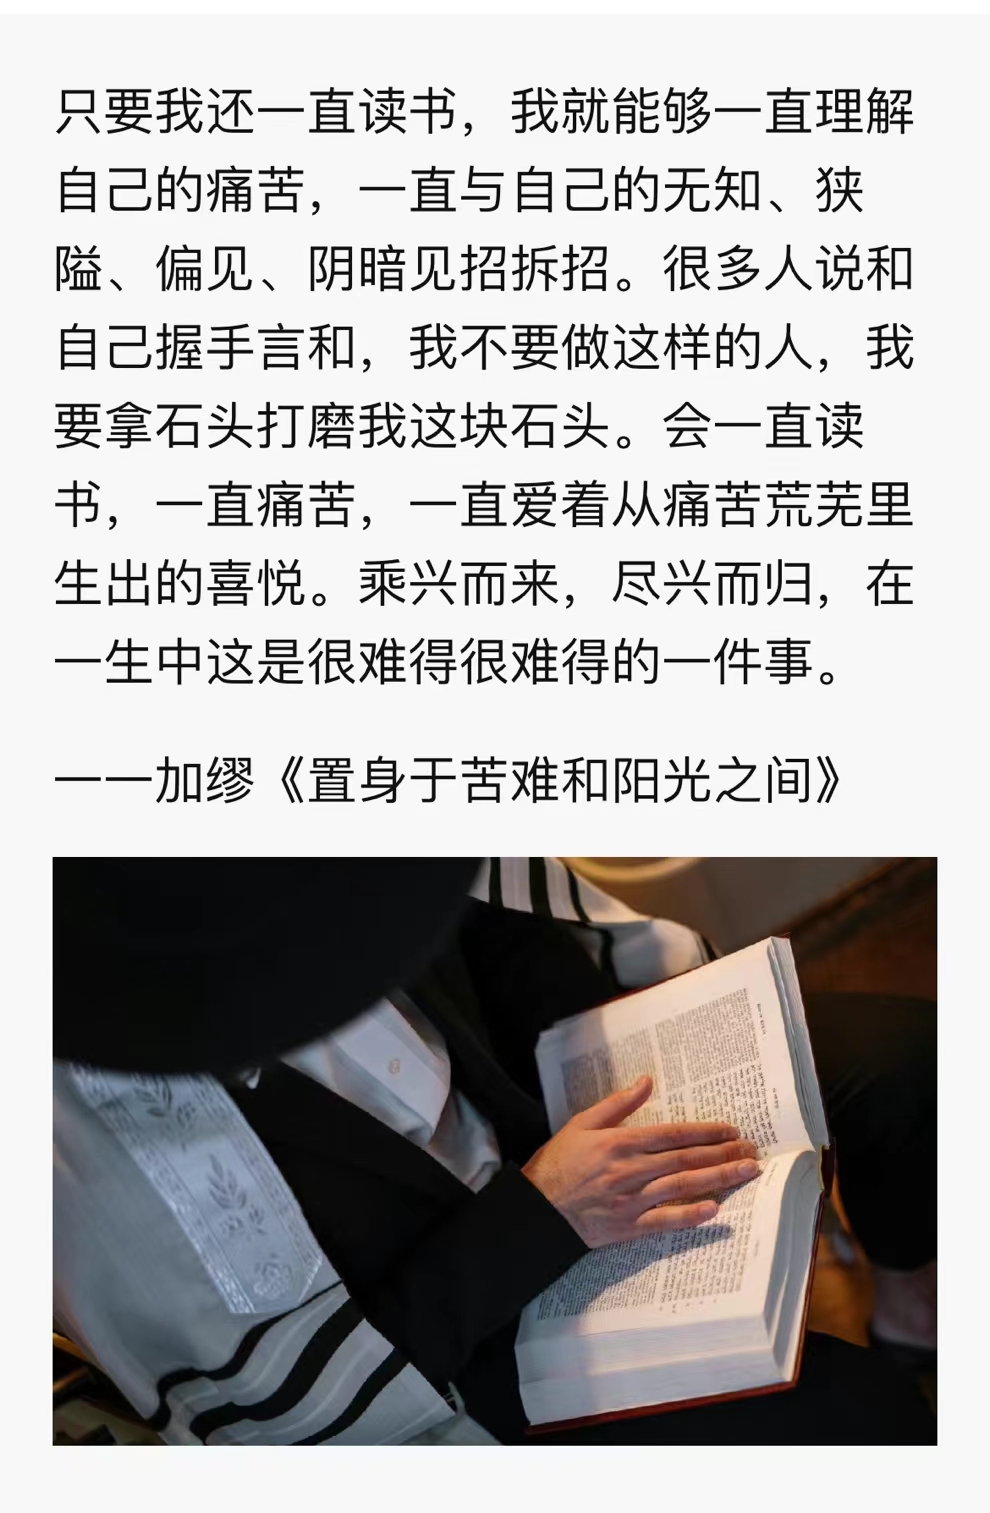 只要我还一直读书，我就能够一直理解
自己的痛苦，一直与自己的无知、狭
隘、偏见、阴暗见招拆招。很多人说和
自己握手言和，我不要做这样的人，我
要拿石头打磨我这块石头。会一直读
书，一直痛苦，一直爱着从痛苦荒芜里
生出的喜悦。乘兴而来，尽兴而归，在
一生中这是很难得很难得的一件事。
一一加缪《置身于苦难和阳光之间》